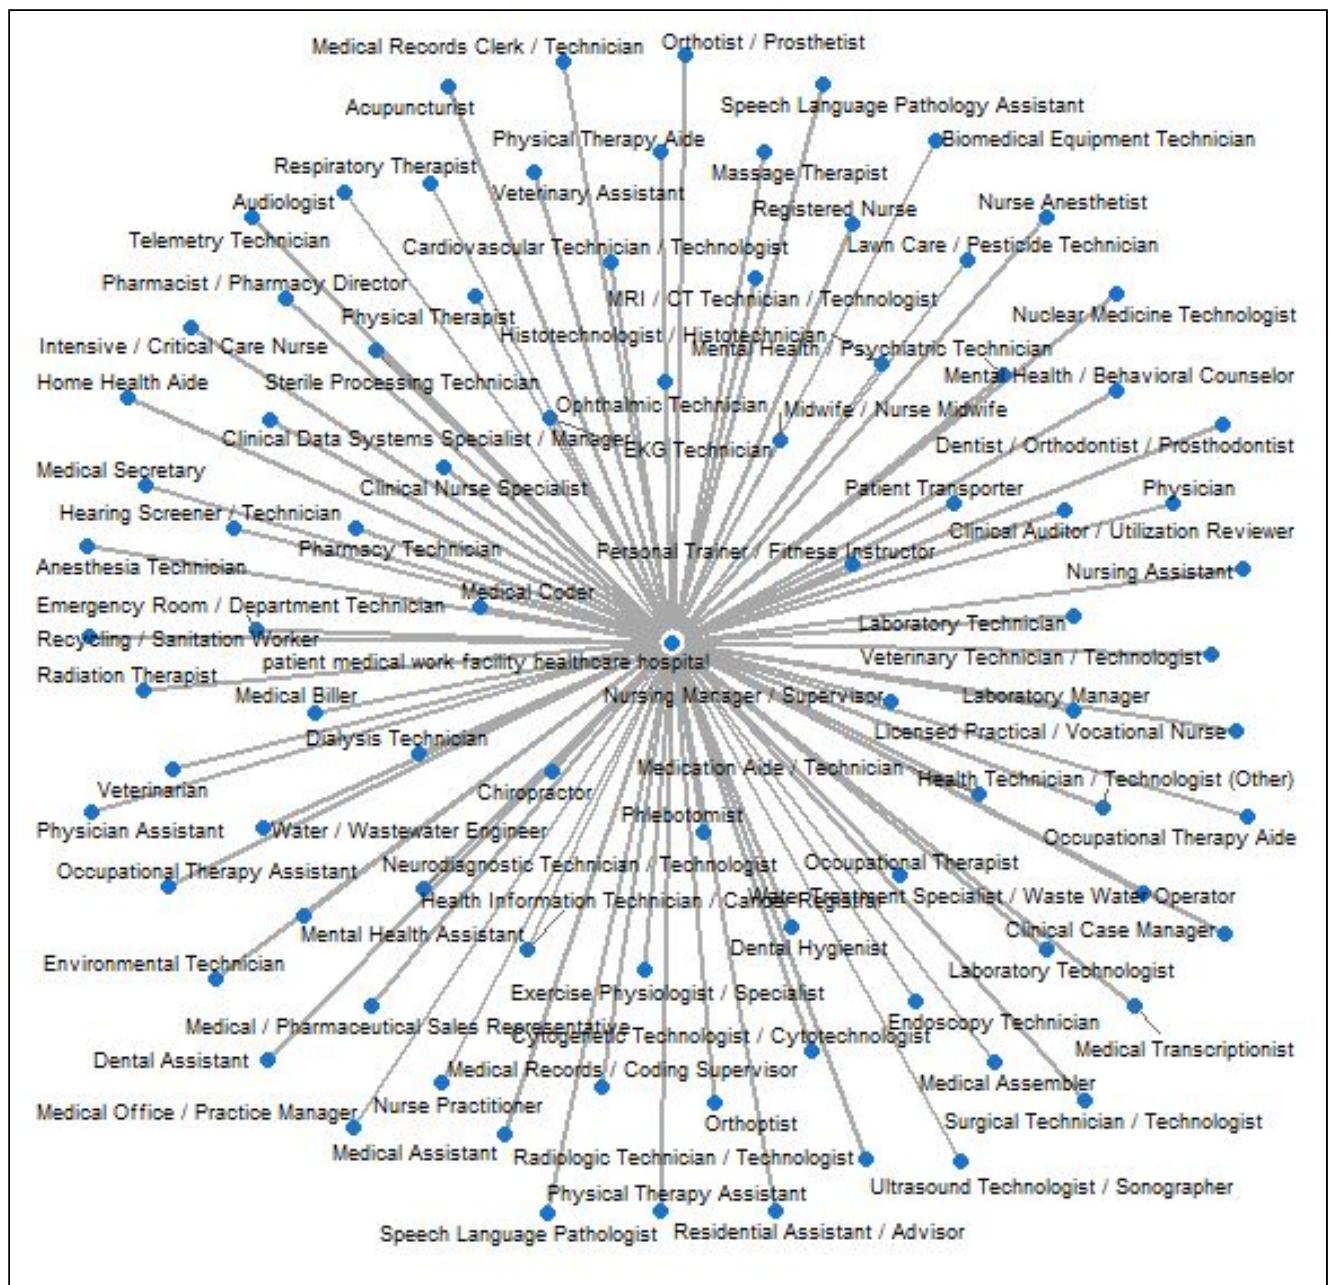 Medical Records Clerk / Technician
Orthotist / Prosthetist
Acupuncturist
Speech Language Pathology Assistant
Physical Therapy Aide
Biomedical Equipment Technician
Respiratory Therapist
Massage Therapist
Veterinary Assistant
Audiologist
Registered Nurse
Nurse Anesthetist
Telemetry Technician
Cardiovascular Technician / Technologist
Lawn Care / Pesticide Technician
Pharmacist / Pharmacy Director
MRI / CT Technician / Technologist
Physical Therapist
Nuclear Medicine Technologist
Histotechnologist / Histotechnician
Intensive / Critical Care Nurse
Mental Health / Psychiatric Technician
Home Health Aide
Sterile Processing Technician
Mental Health / Behavioral Counselor
Ophthalmic Technician
Midwife / Nurse Midwife
Clinical Data Systems Specialist / Manager
EKG Technician
Dentist / Orthodontist / Prosthodontist
Medical Secretary
Clinical Nurse Specialist
Patient Transporter
Physician
Hearing Screener / Technician
Clinical Auditor / Utilization Reviewer
Pharmacy Technician
Personal Trainer / Fitness Instructor
Anesthesia Technician
Nursing Assistant
Medical Coder
Emergency Room / Department Technician
Laboratory Technician
Recycling / Sanitation Worker
patient medical work facility healthcare hospital
Veterinary Technician / Technologist
Radiation Therapist
Medical Biller
Nursing Manager / Supervisor
Laboratory Manager
Licensed Practical / Vocational Nurse
Dialysis Technician
Medication Aide / Technician
Health Technician / Technologist (Other)
Veterinarian
Chiropractor
Phlebotomist
Physician Assistant
Water / Wastewater Engineer
Occupational Therapy Aide
Occupational Therapy Assistant
Neurodiagnostic Technician / Technologist
Occupational Therapist
Health Information Technician / Cancer Registrar
Water Treatment Specialist / Waste Water Operator
Mental Health Assistant
Clinical Case Manager
Dental Hygienist
Environmental Technician
Laboratory Technologist
Exercise Physiologist / Specialist
Medical / Pharmaceutical Sales Representative
Cytogenetic Technologist / Cytotechnologist
Endoscopy Technician
Medical Transcriptionist
Dental Assistant
Medical Records / Coding Supervisor
Medical Assembler
Medical Office / Practice Manager
Nurse Practitioner
Orthoptist
Surgical Technician / Technologist
Medical Assistant
Radiologic Technician / Technologist
Ultrasound Technologist / Sonographer
Physical Therapy Assistant
Speech Language Pathologist
Residential Assistant / Advisor